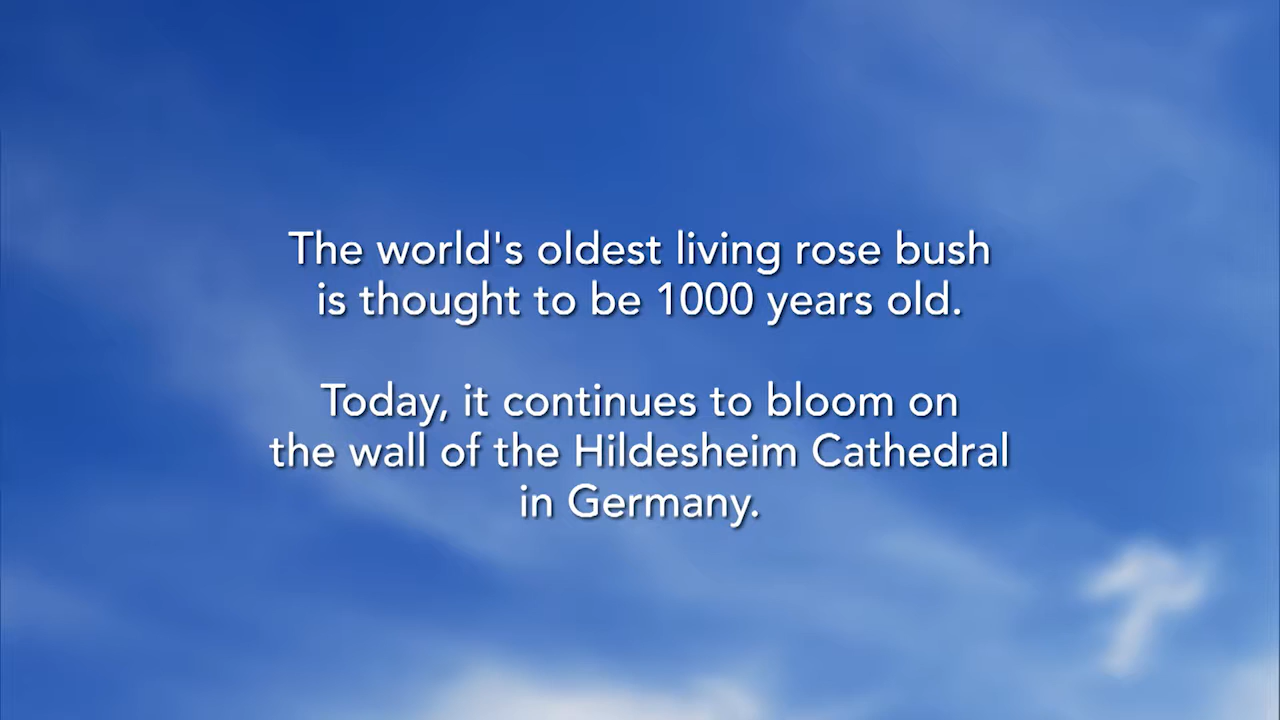 The world's oldest living rose bush
is thought to be 1000 years old.
Today, it continues to bloom on
the wall of the Hildesheim Cathedral
in Germany.